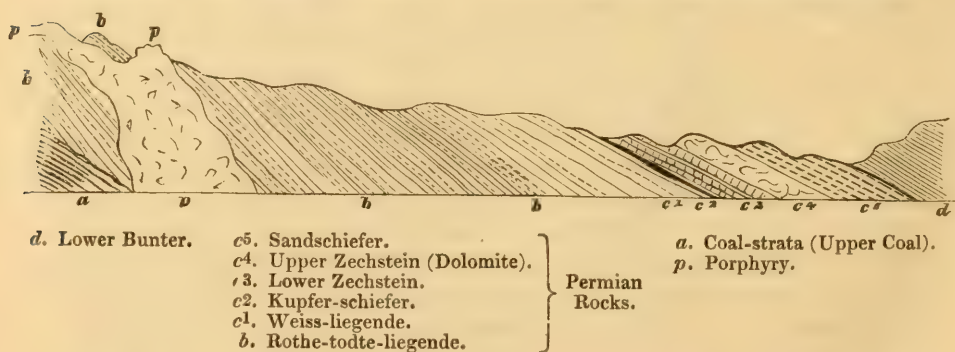 b
p p
b
a p b b c1 c2 c3 c4 c5 d
d. Lower Bunter. c5. Sandschiefer. a. Coal-strata (Upper Coal).
c4. Upper Zechstein (Dolomite). p. Porphyry.
c3. Lower Zechstein. Permian
c2. Kupfer-schiefer. Rocks.
c1. Weiss-liegende.
b. Rothe-todte-liegende.